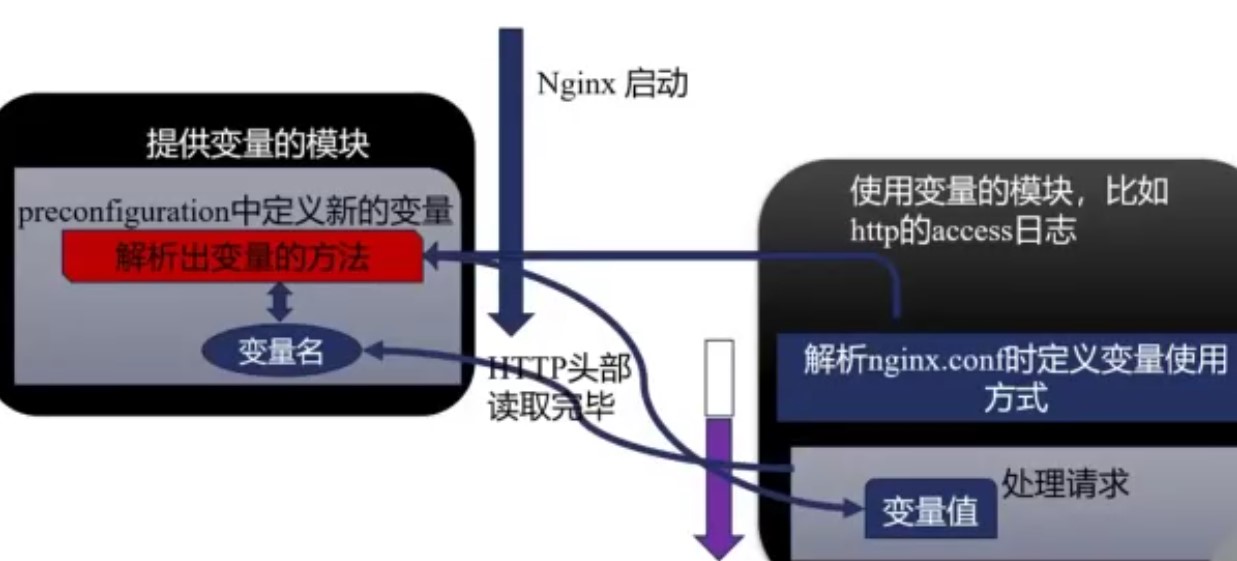 Nginx 启动
提供变量的模块
preconfiguration中定义新的变量
解析出变量的方法
变量名
HTTP头部
读取完毕
使用变量的模块，比如
http的access日志
解析nginx.conf时定义变量使用
方式
处理请求
变量值